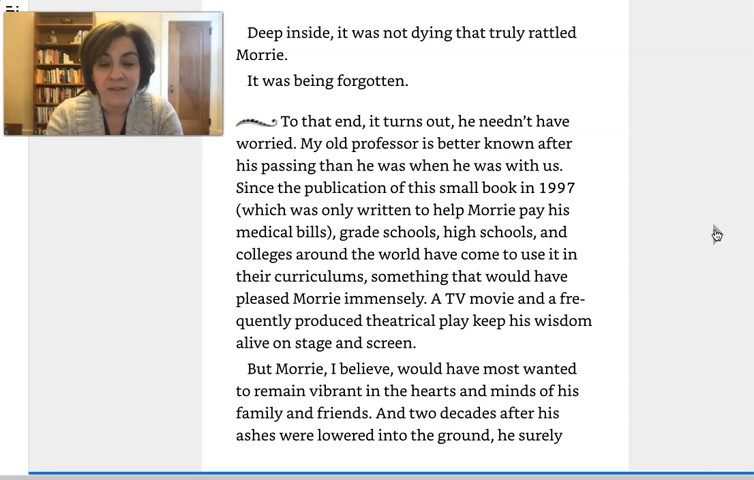 Deep inside, it was not dying that truly rattled
Morrie.
It was being forgotten.
To that end, it turns out, he needn’t have
worried. My old professor is better known after
his passing than he was when he was with us.
Since the publication of this small book in 1997
(which was only written to help Morrie pay his
medical bills), grade schools, high schools, and
colleges around the world have come to use it in
their curriculums, something that would have
pleased Morrie immensely. A TV movie and a fre-
quently produced theatrical play keep his wisdom
alive on stage and screen.
But Morrie, I believe, would have most wanted
to remain vibrant in the hearts and minds of his
family and friends. And two decades after his
ashes were lowered into the ground, he surely